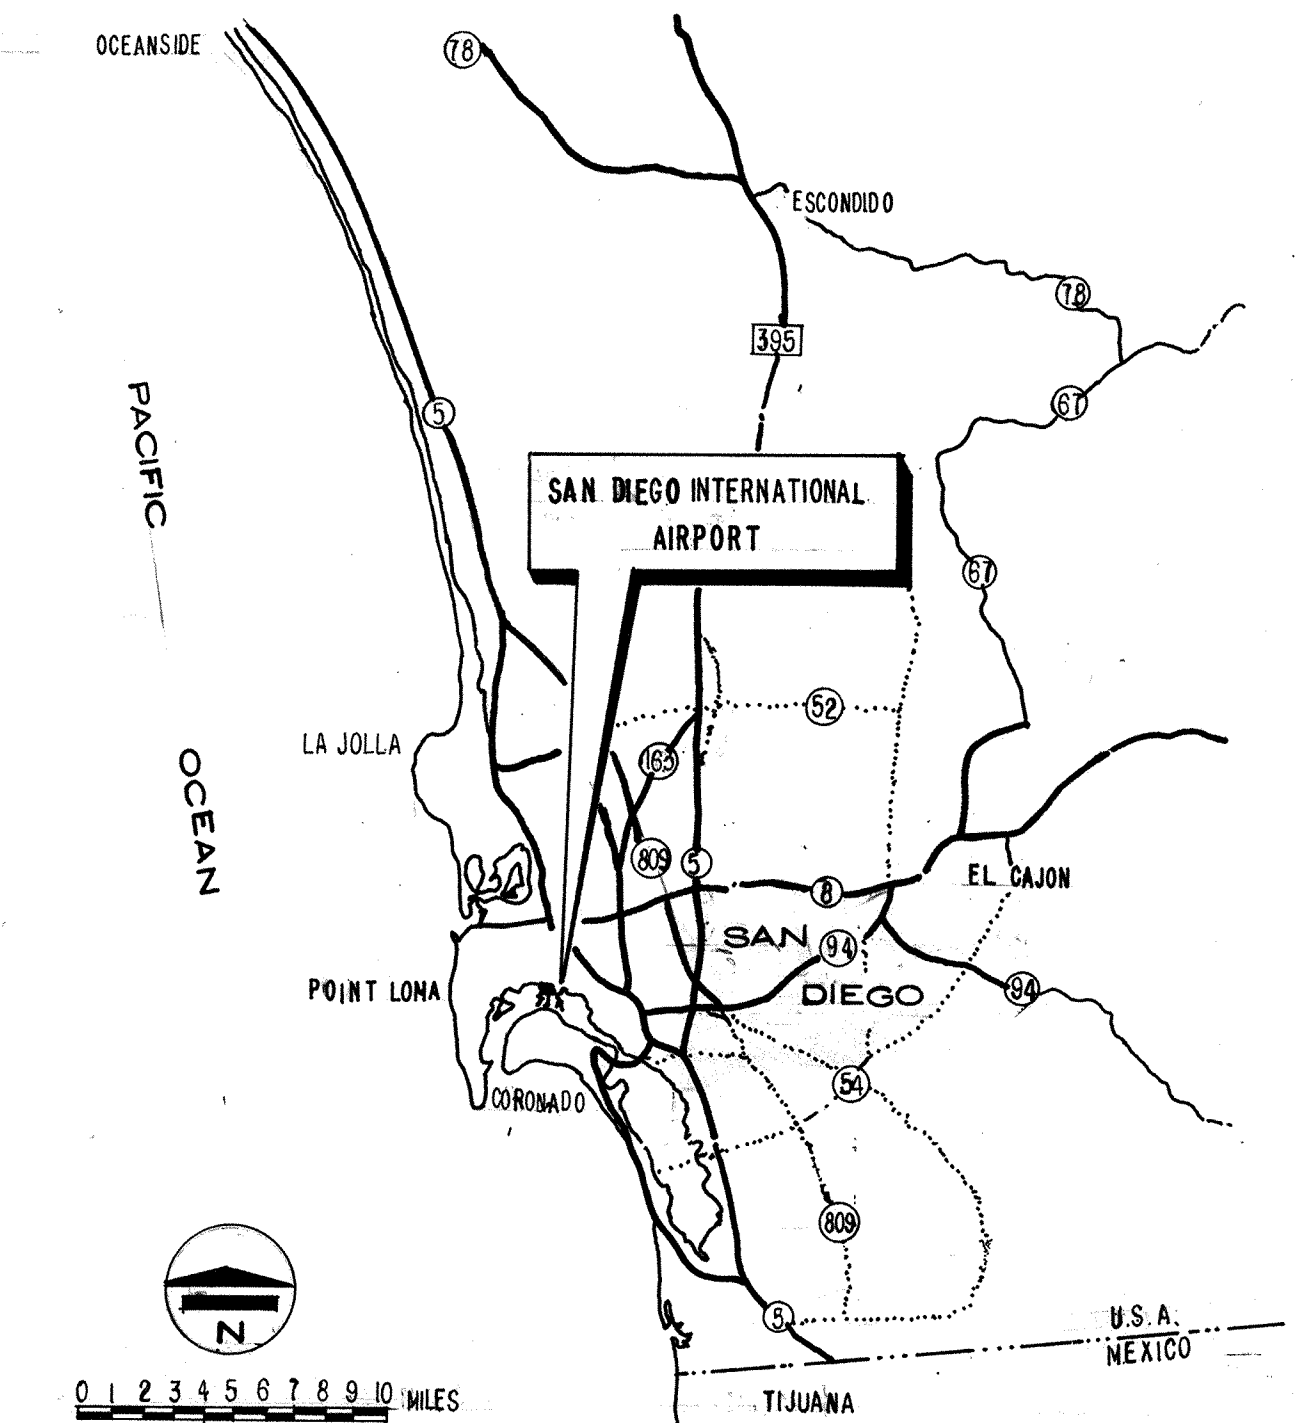 OCEANSIDE
78
ESCONDIDO
78
395
67
5
PACIFIC
OCEAN
SAN DIEGO INTERNATIONAL
AIRPORT
67
52
LA JOLLA
163
809
5
8
EL CAJON
SAN
94
DIEGO
94
POINT LOMA
CORONADO
54
809
5
N
U.S.A.
MEXICO
TIJUANA
0 1 2 3 4 5 6 7 8 9 10 MILES